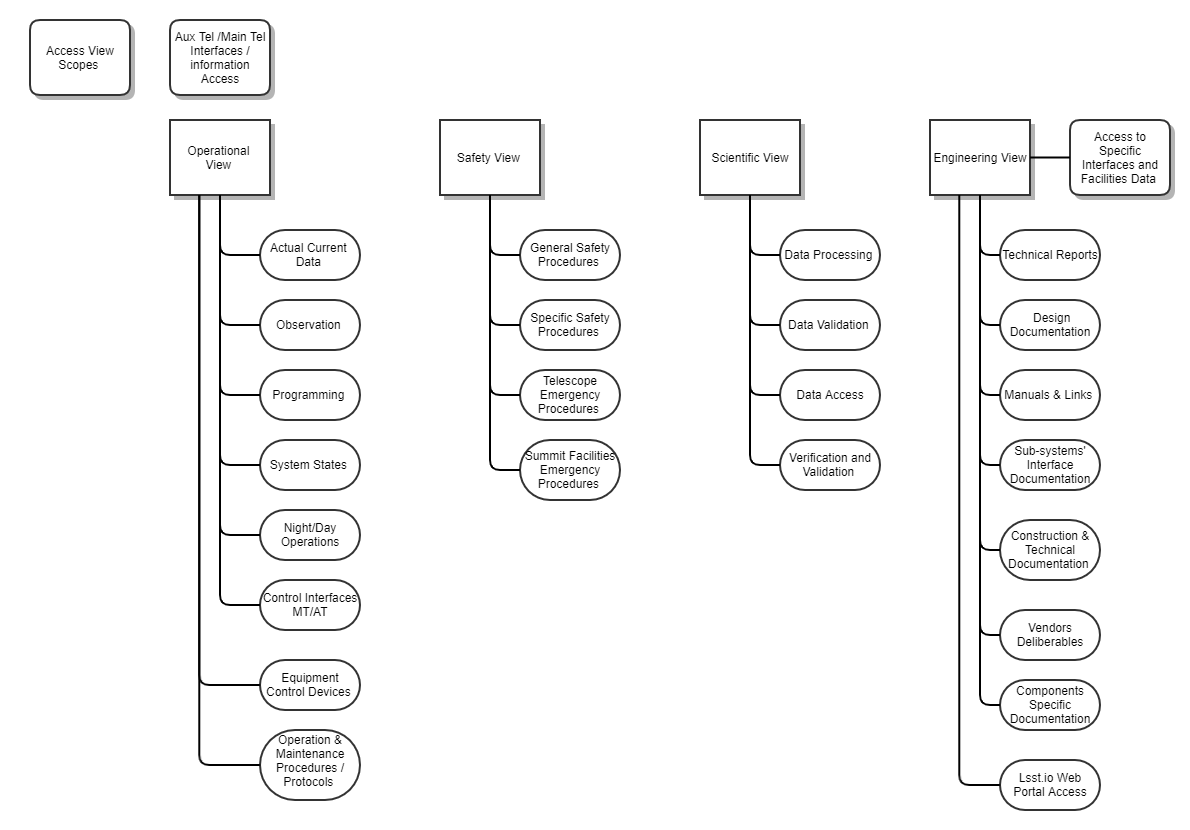 Access View
Scopes
Aux Tel /Main Tel
Interfaces /
information
Access
Operational
View
Safety View
Scientific View
Engineering View
Access to
Specific
Interfaces and
Facilities Data
Actual Current
Data
Observation
Programming
System States
Night/Day
Operations
Control Interfaces
MT/AT
Equipment
Control Devices
Operation &
Maintenance
Procedures /
Protocols
General Safety
Procedures
Specific Safety
Procedures
Telescope
Emergency
Procedures
Summit Facilities
Emergency
Procedures
Data Processing
Data Validation
Data Access
Verification and
Validation
Technical Reports
Design
Documentation
Manuals & Links
Sub-systems'
Interface
Documentation
Construction &
Technical
Documentation
Vendors
Deliberables
Components
Specific
Documentation
Lsst.io Web
Portal Access